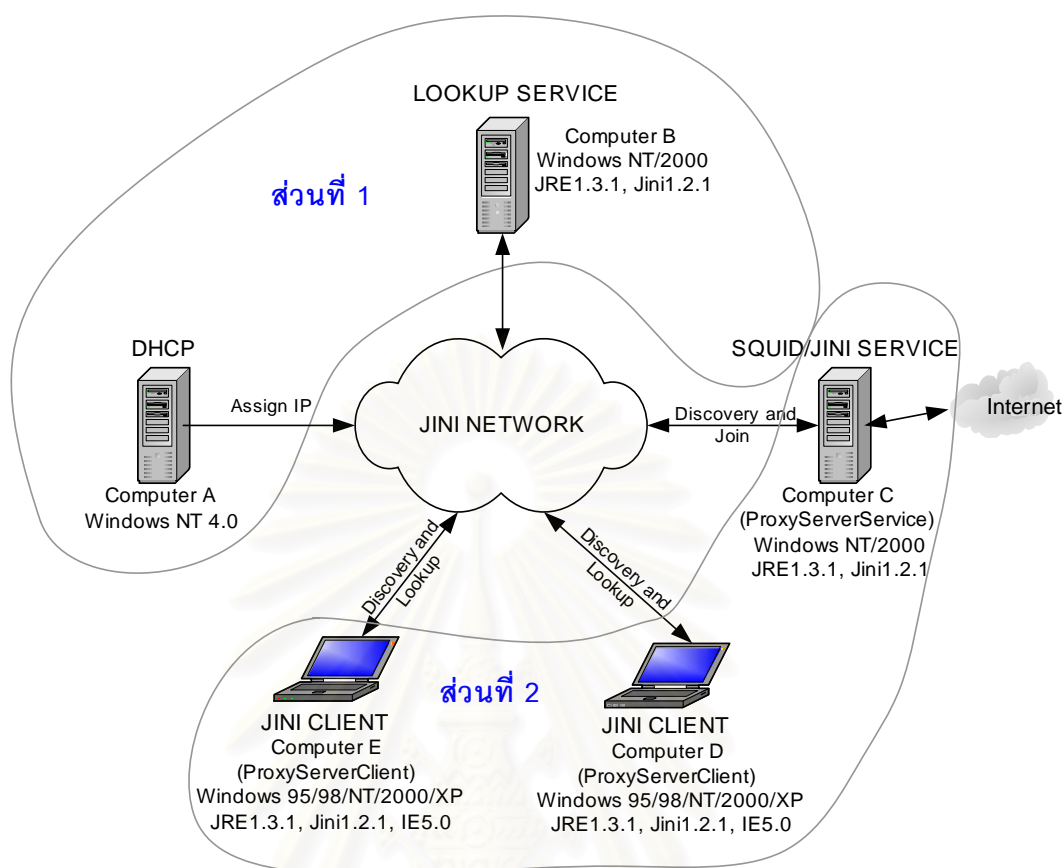 LOOKUP SERVICE
Computer B
Windows NT/2000
JRE1.3.1, Jini1.2.1
ส่วนที่ 1
DHCP
Computer A
Windows NT 4.0
Assign IP
JINI NETWORK
Discovery and
Join
SQUID/JINI SERVICE
Computer C
(ProxyServerService)
Windows NT/2000
JRE1.3.1, Jini1.2.1
Internet
Discovery and
Lookup
Discovery and
Lookup
ส่วนที่ 2
JINI CLIENT
Computer E
(ProxyServerClient)
Windows 95/98/NT/2000/XP
JRE1.3.1, Jini1.2.1, IE5.0
JINI CLIENT
Computer D
(ProxyServerClient)
Windows 95/98/NT/2000/XP
JRE1.3.1, Jini1.2.1, IE5.0